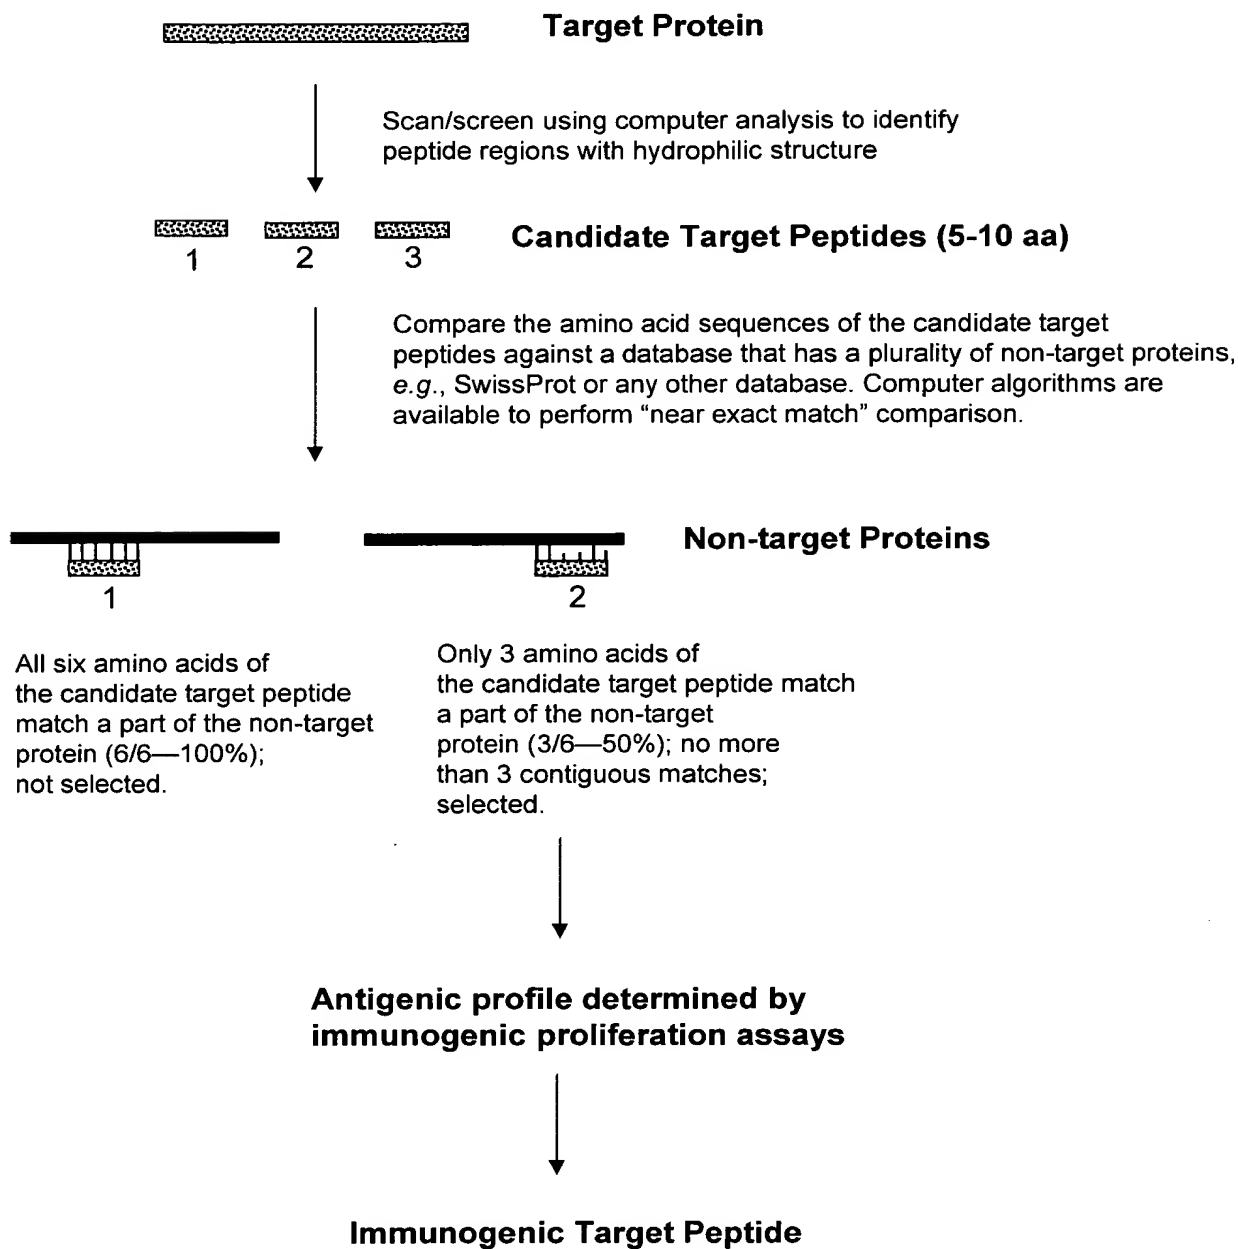 Target Protein
Scan/screen using computer analysis to identify
peptide regions with hydrophilic structure
1
2
3
Candidate Target Peptides (5-10 aa)
Compare the amino acid sequences of the candidate target
peptides against a database that has a plurality of non-target proteins,
e.g., SwissProt or any other database. Computer algorithms are
available to perform “near exact match” comparison.
Non-target Proteins
1
2
All six amino acids of
the candidate target peptide
match a part of the non-target
protein (6/6—100%);
not selected.
Only 3 amino acids of
the candidate target peptide match
a part of the non-target
protein (3/6—50%); no more
than 3 contiguous matches;
selected.
Antigenic profile determined by
immunogenic proliferation assays
Immunogenic Target Peptide